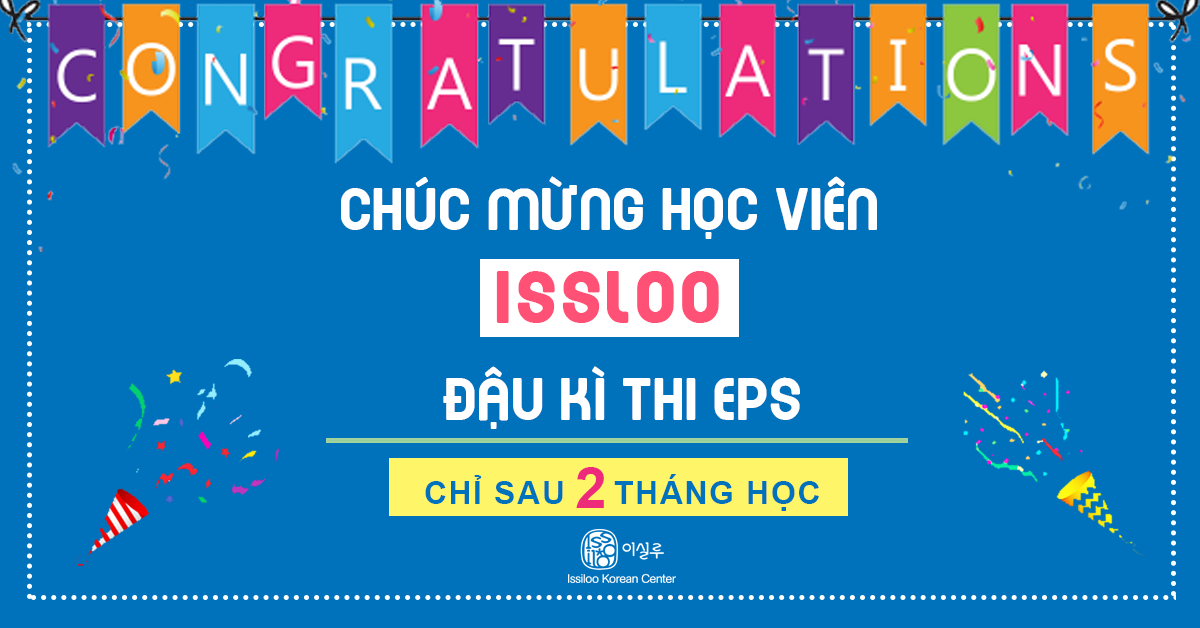 CONGRATULATIONS
CHÚC MỪNG HỌC VIÊN
ISSLOO
ĐẬU KÌ THI EPS
CHỈ SAU 2 THÁNG HỌC
이실루
Issiloo Korean Center